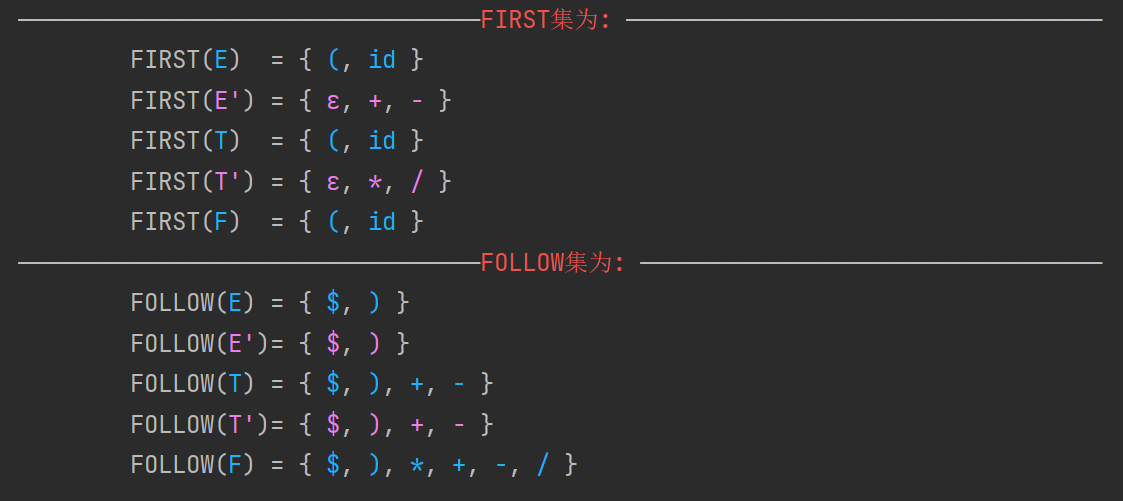 FIRST集为:
FIRST(E) = { (, id }
FIRST(E') = { ε, +, - }
FIRST(T) = { (, id }
FIRST(T') = { ε, *, / }
FIRST(F) = { (, id }
FOLLOW集为:
FOLLOW(E) = { $, ) }
FOLLOW(E')= { $, ) }
FOLLOW(T) = { $, ), +, - }
FOLLOW(T')= { $, ), +, - }
FOLLOW(F) = { $, ), *, +, -, / }